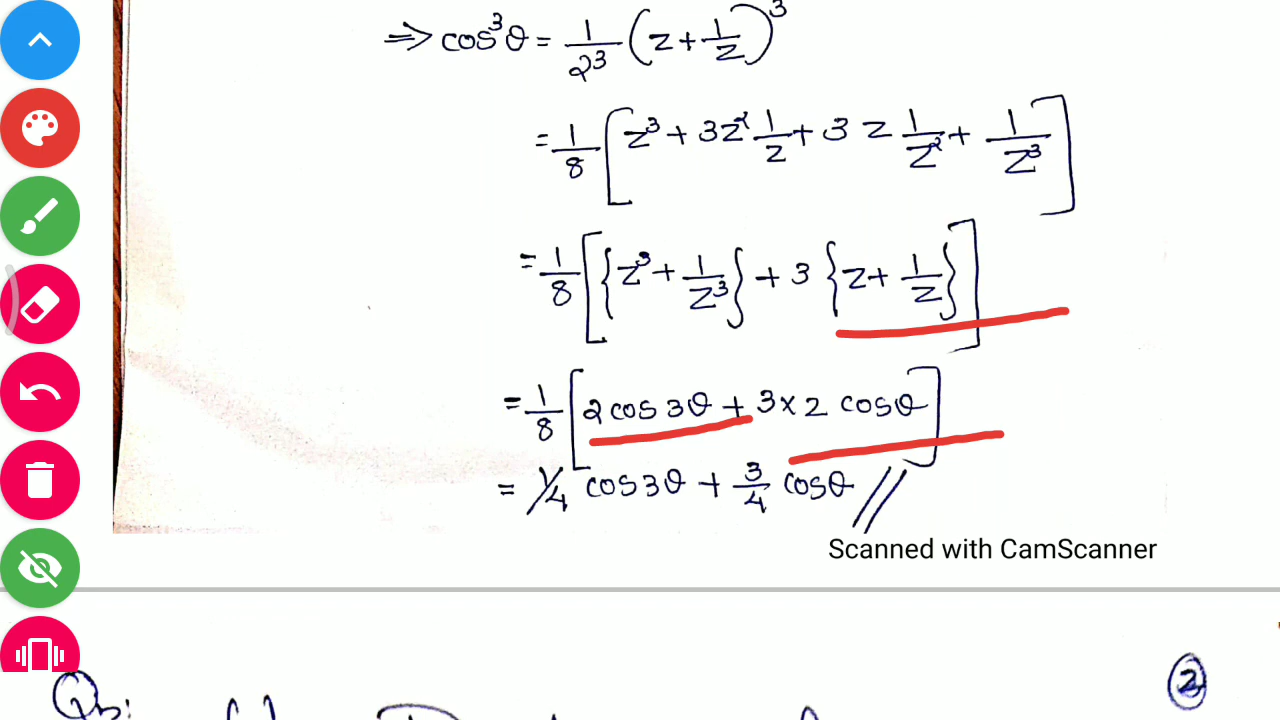 ⇒ cos³θ = 1/2³ (z + 1/z)³
= 1/8 [z³ + 3z² 1/z + 3 z 1/z² + 1/z³]
= 1/8 [{z³ + 1/z³} + 3 {z + 1/z}]
= 1/8 [2 cos 3θ + 3 × 2 cosθ]
= 1/4 cos3θ + 3/4 cosθ //
Scanned with CamScanner
2